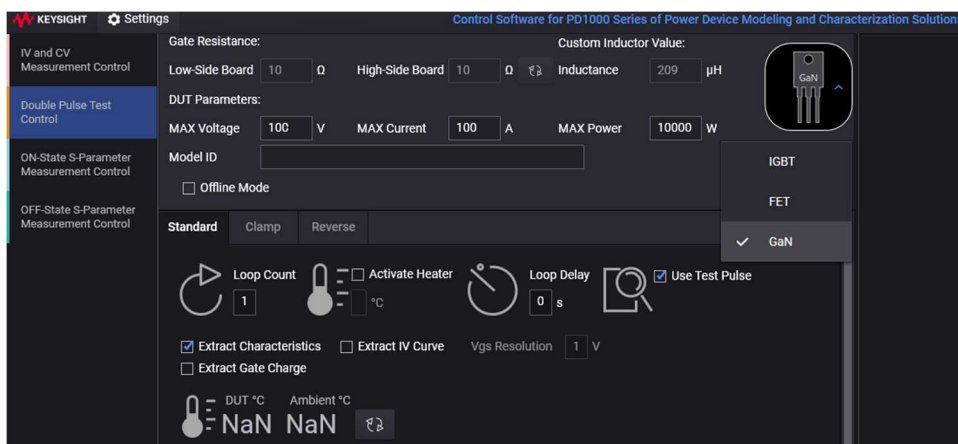 KEYSIGHT Settings Control Software for PD1000 Series of Power Device Modeling and Characterization Solution
IV and CV
Measurement Control
Double Pulse Test
Control
ON-State S-Parameter
Measurement Control
OFF-State S-Parameter
Measurement Control
Gate Resistance: Custom Inductor Value:
Low-Side Board 10 Ω High-Side Board 10 Ω Inductance 209 μH
DUT Parameters:
MAX Voltage 100 V MAX Current 100 A MAX Power 10000 W
Model ID
Offline Mode
GaN
IGBT
FET
GaN
Standard Clamp Reverse
Loop Count Activate Heater Loop Delay Use Test Pulse
1 °C 0 s
Extract Characteristics Extract IV Curve Vgs Resolution 1 V
Extract Gate Charge
DUT °C Ambient °C
NaN NaN